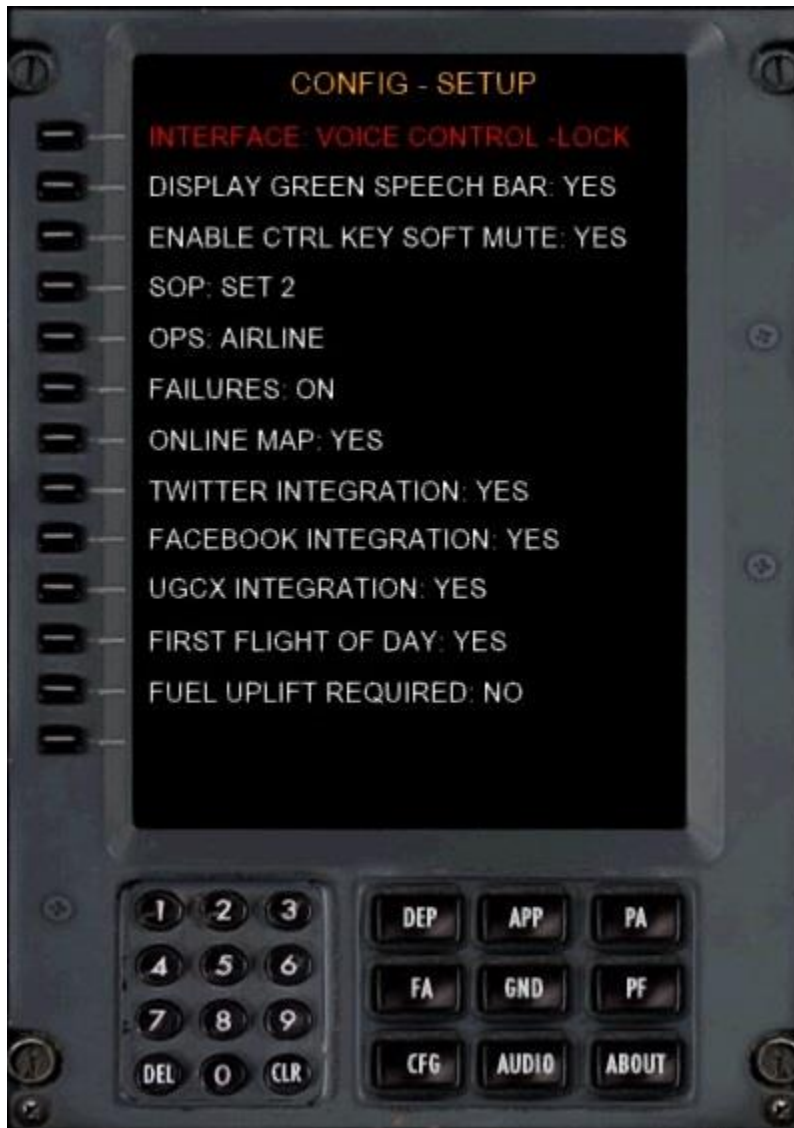 CONFIG - SETUP
INTERFACE: VOICE CONTROL -LOCK
DISPLAY GREEN SPEECH BAR: YES
ENABLE CTRL KEY SOFT MUTE: YES
SOP: SET 2
OPS: AIRLINE
FAILURES: ON
ONLINE MAP: YES
TWITTER INTEGRATION: YES
FACEBOOK INTEGRATION: YES
UGCX INTEGRATION: YES
FIRST FLIGHT OF DAY: YES
FUEL UPLIFT REQUIRED: NO
1 2 3 DEP APP PA
4 5 6 FA GND PF
7 8 9
DEL 0 CLR CFG AUDIO ABOUT